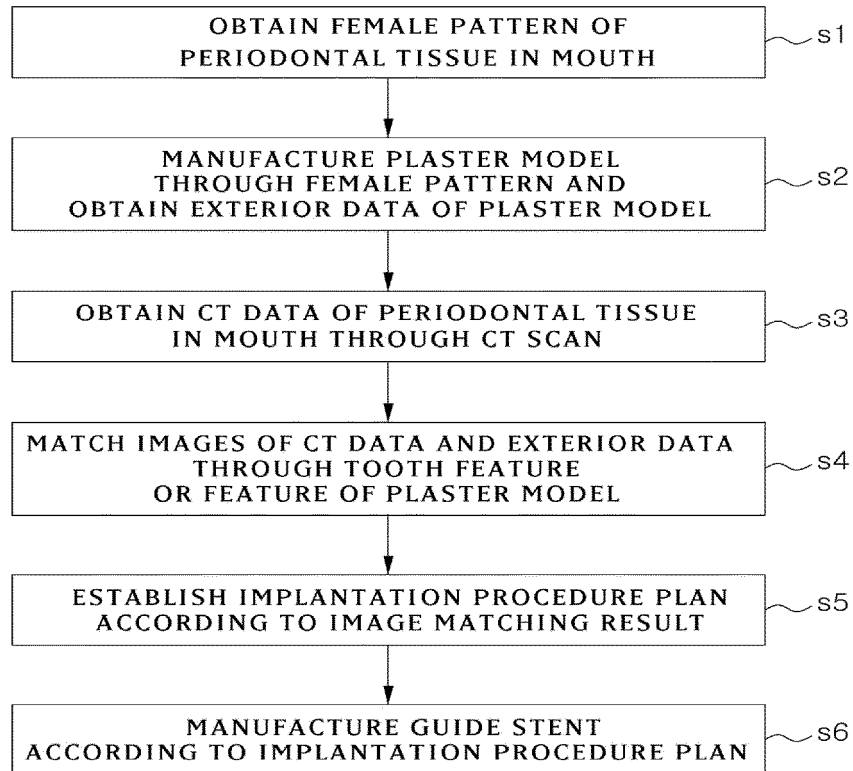 OBTAIN FEMALE PATTERN OF
PERIODONTAL TISSUE IN MOUTH
s1
MANUFACTURE PLASTER MODEL
THROUGH FEMALE PATTERN AND
OBTAIN EXTERIOR DATA OF PLASTER MODEL
s2
OBTAIN CT DATA OF PERIODONTAL TISSUE
IN MOUTH THROUGH CT SCAN
s3
MATCH IMAGES OF CT DATA AND EXTERIOR DATA
THROUGH TOOTH FEATURE
OR FEATURE OF PLASTER MODEL
s4
ESTABLISH IMPLANTATION PROCEDURE PLAN
ACCORDING TO IMAGE MATCHING RESULT
s5
MANUFACTURE GUIDE STENT
ACCORDING TO IMPLANTATION PROCEDURE PLAN
s6